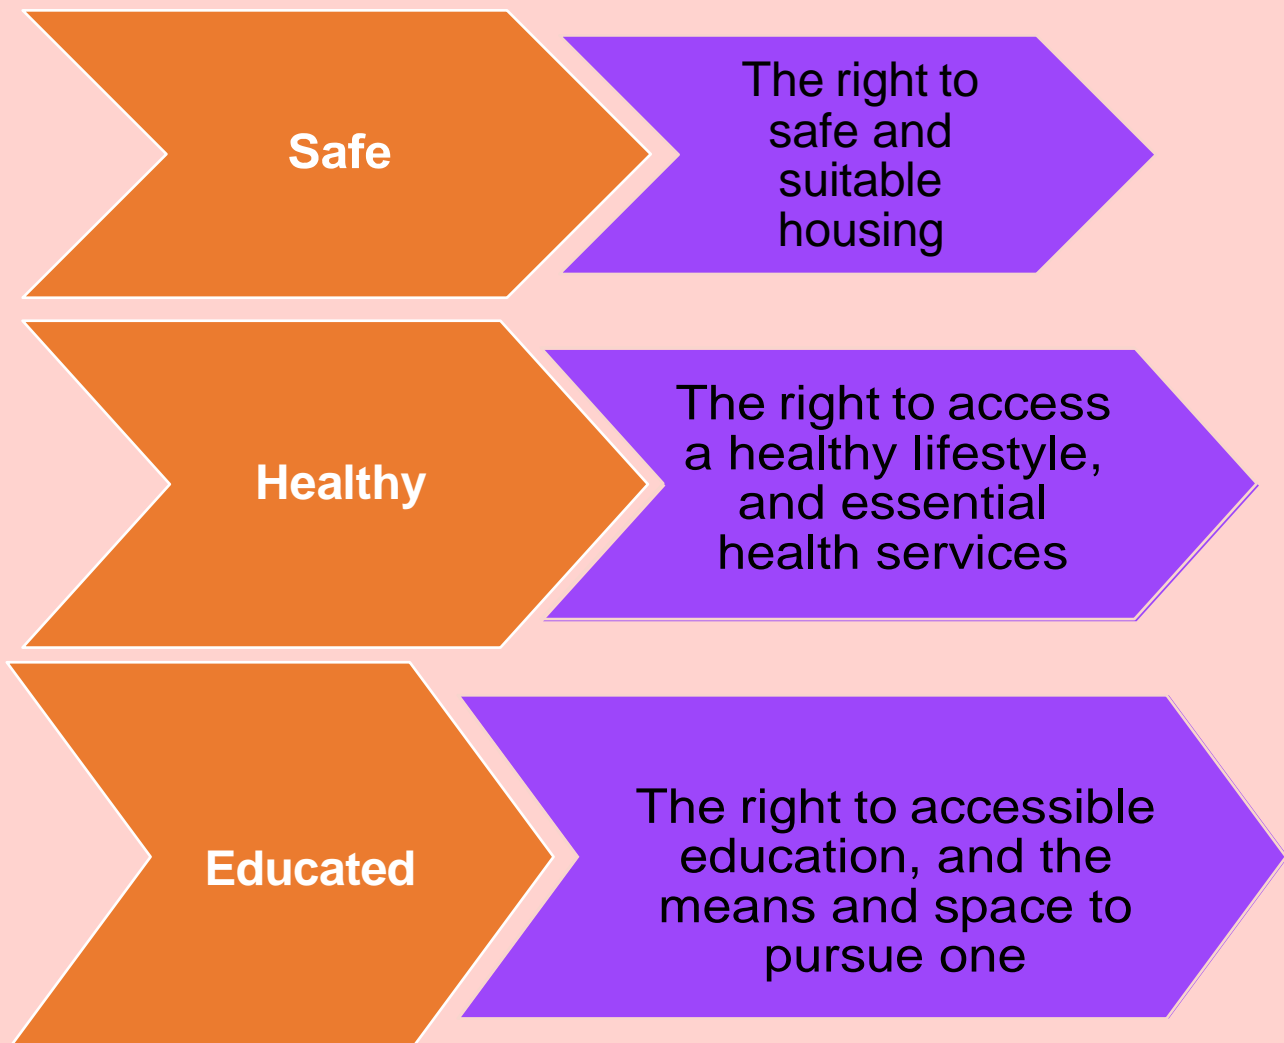 Safe
The right to
safe and
suitable
housing
Healthy
The right to access
a healthy lifestyle,
and essential
health services
Educated
The right to accessible
education, and the
means and space to
pursue one